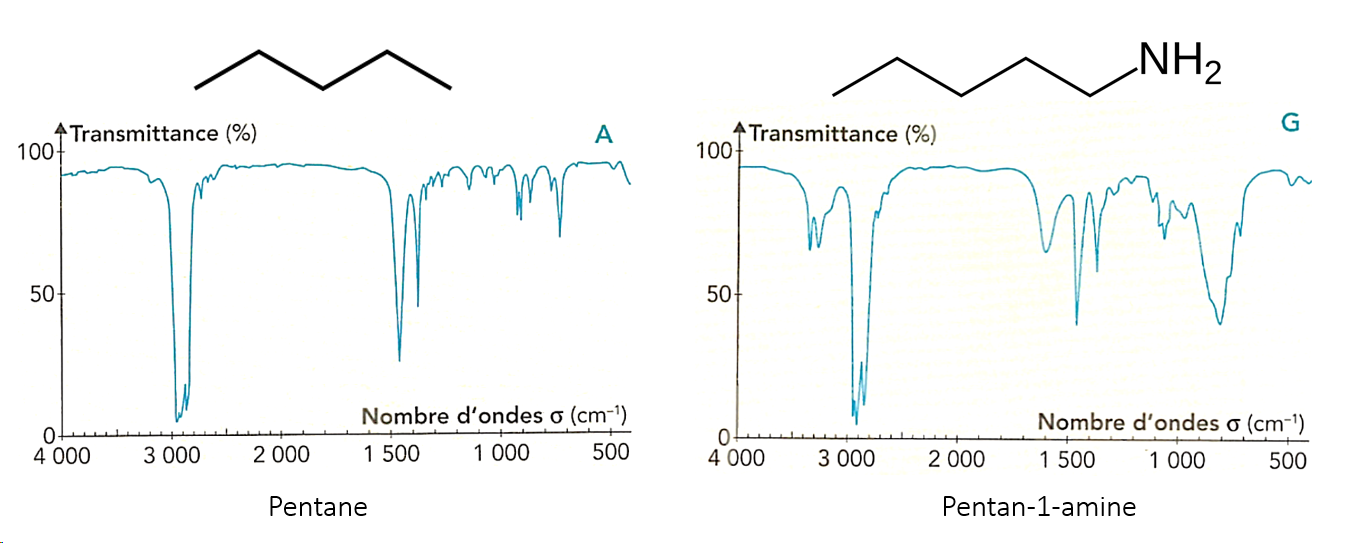 NH₂
Transmittance (%)
A
100
50
0
Nombre d'ondes σ (cm⁻¹)
4 000 3 000 2 000 1 500 1 000 500
Pentane
Transmittance (%)
G
100
50
0
Nombre d'ondes σ (cm⁻¹)
4 000 3 000 2 000 1 500 1 000 500
Pentan-1-amine